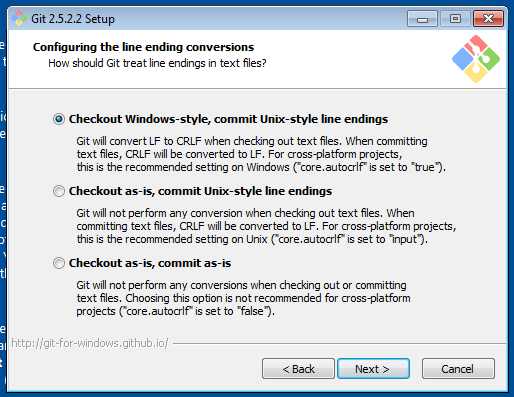 Git 2.5.2.2 Setup
Configuring the line ending conversions
How should Git treat line endings in text files?
Checkout Windows-style, commit Unix-style line endings
Git will convert LF to CRLF when checking out text files. When committing
text files, CRLF will be converted to LF. For cross-platform projects,
this is the recommended setting on Windows ("core.autocrlf" is set to "true").
Checkout as-is, commit Unix-style line endings
Git will not perform any conversion when checking out text files. When
committing text files, CRLF will be converted to LF. For cross-platform projects,
this is the recommended setting on Unix ("core.autocrlf" is set to "input").
Checkout as-is, commit as-is
Git will not perform any conversions when checking out or committing
text files. Choosing this option is not recommended for cross-platform
projects ("core.autocrlf" is set to "false").
http://git-for-windows.github.io/
< Back
Next >
Cancel